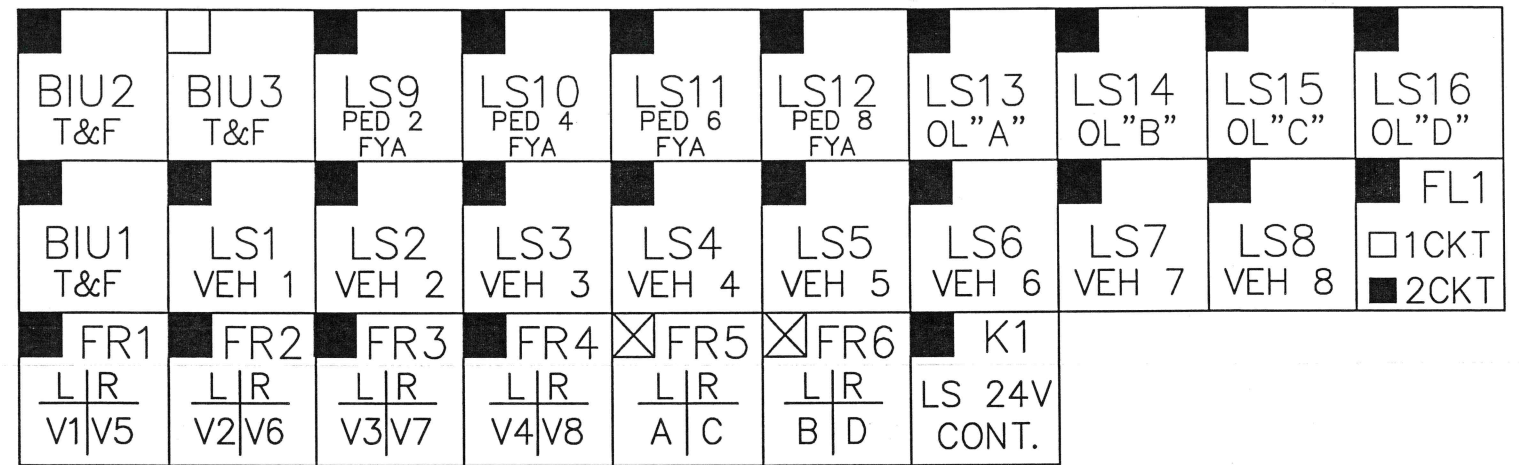 BIU2
T&F
BIU3
T&F
LS9
PED 2
FYA
LS10
PED 4
FYA
LS11
PED 6
FYA
LS12
PED 8
FYA
LS13
OL"A"
LS14
OL"B"
LS15
OL"C"
LS16
OL"D"
BIU1
T&F
LS1
VEH 1
LS2
VEH 2
LS3
VEH 3
LS4
VEH 4
LS5
VEH 5
LS6
VEH 6
LS7
VEH 7
LS8
VEH 8
FL1
1CKT
2CKT
FR1
L R
V1 V5
FR2
L R
V2 V6
FR3
L R
V3 V7
FR4
L R
V4 V8
FR5
L R
A C
FR6
L R
B D
K1
LS 24V
CONT.